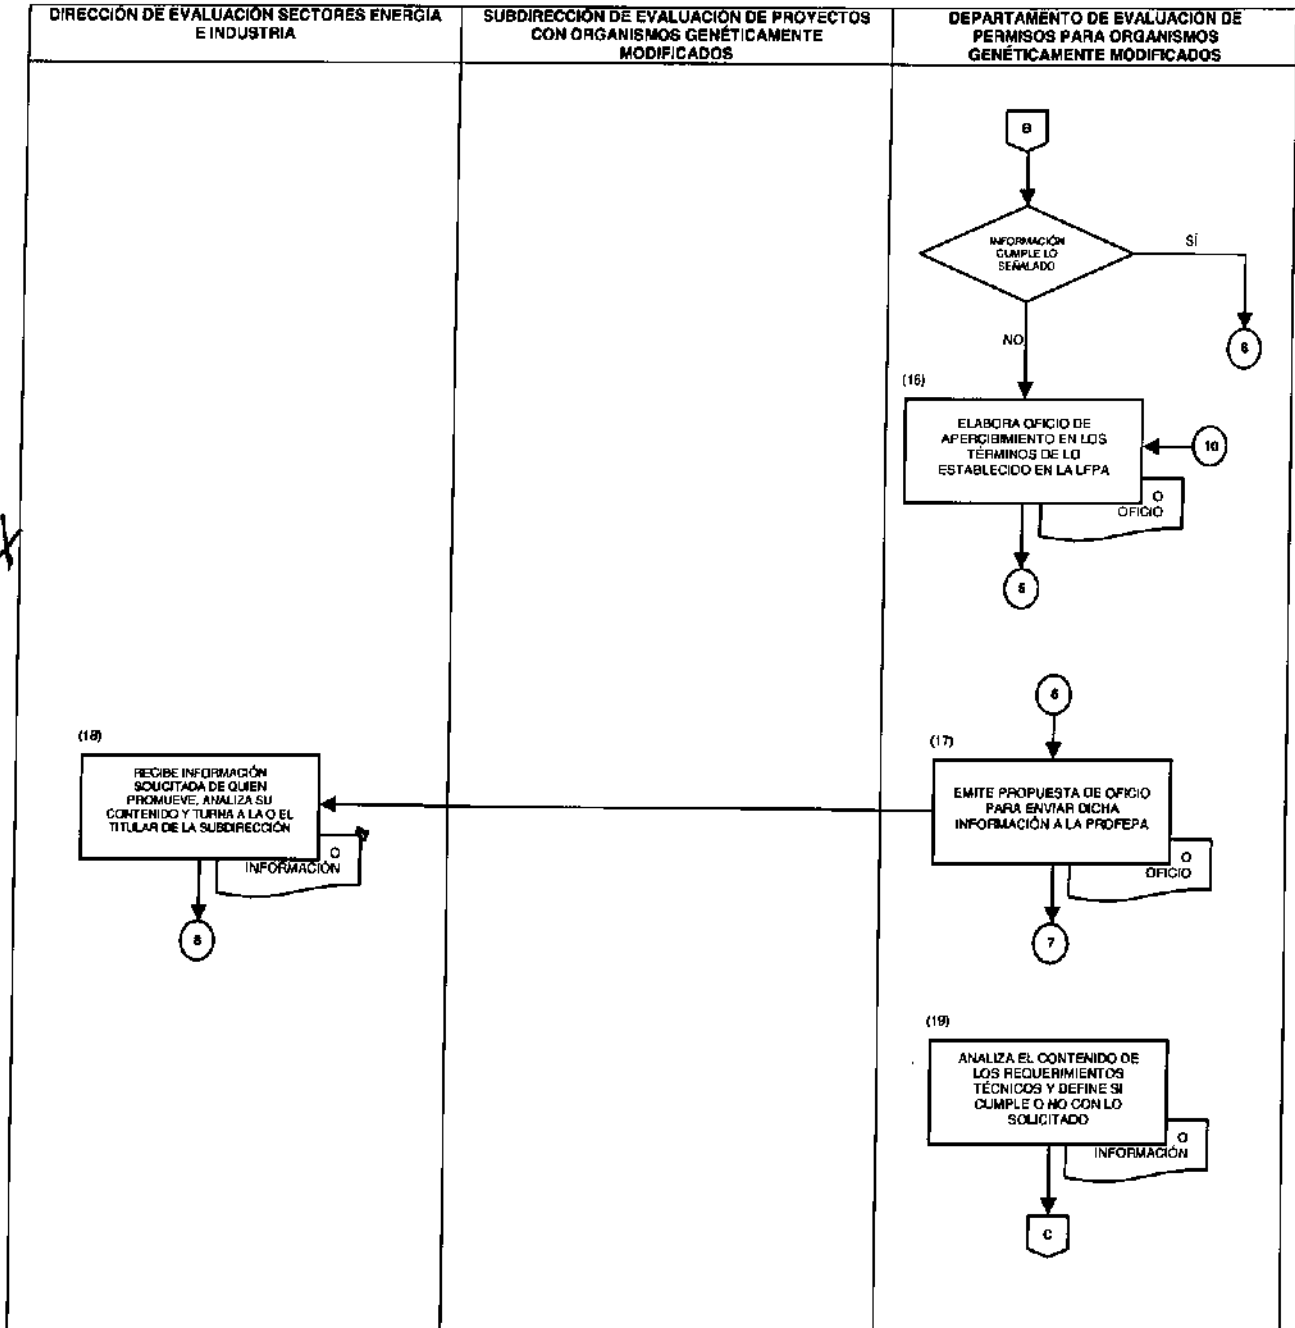 DIRECCIÓN DE EVALUACIÓN SECTORES ENERGÍA
E INDUSTRIA
SUBDIRECCIÓN DE EVALUACIÓN DE PROYECTOS
CON ORGANISMOS GENÉTICAMENTE
MODIFICADOS
DEPARTAMENTO DE EVALUACIÓN DE
PERMISOS PARA ORGANISMOS
GENÉTICAMENTE MODIFICADOS
INFORMACIÓN
CUMPLE LO
SEÑALADO
SÍ
NO
(16)
ELABORA OFICIO DE
APERCIBIMIENTO EN LOS
TÉRMINOS DE LO
ESTABLECIDO EN LA LFPA
10
O
OFICIO
5
6
(17)
EMITE PROPUESTA DE OFICIO
PARA ENVIAR DICHA
INFORMACIÓN A LA PROFEPA
O
OFICIO
7
(18)
RECIBE INFORMACIÓN
SOLICITADA DE QUIEN
PROMUEVE, ANALIZA SU
CONTENIDO Y TURNA A LA O EL
TITULAR DE LA SUBDIRECCIÓN
O
INFORMACIÓN
8
(19)
ANALIZA EL CONTENIDO DE
LOS REQUERIMIENTOS
TÉCNICOS Y DEFINE SI
CUMPLE O NO CON LO
SOLICITADO
O
INFORMACIÓN
C